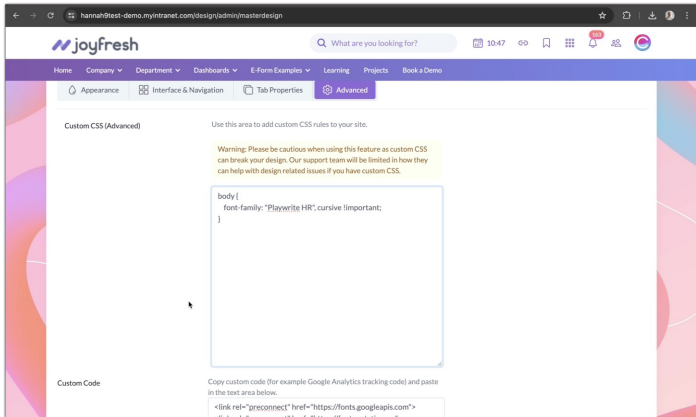 hannah9test-demo.myintranet.com/design/admin/masterdesign
joyfresh
What are you looking for?
10:47
163
Home Company Department Dashboards E-Form Examples Learning Projects Book a Demo
Appearance Interface & Navigation Tab Properties Advanced
Custom CSS (Advanced)
Use this area to add custom CSS rules to your site.
Warning: Please be cautious when using this feature as custom CSS
can break your design. Our support team will be limited in how they
can help with design related issues if you have custom CSS.
body {
font-family: "Playwrite HR", cursive !important;
}
Custom Code
Copy custom code (for example Google Analytics tracking code) and paste
in the text area below.
<link rel="preconnect" href="https://fonts.googleapis.com">